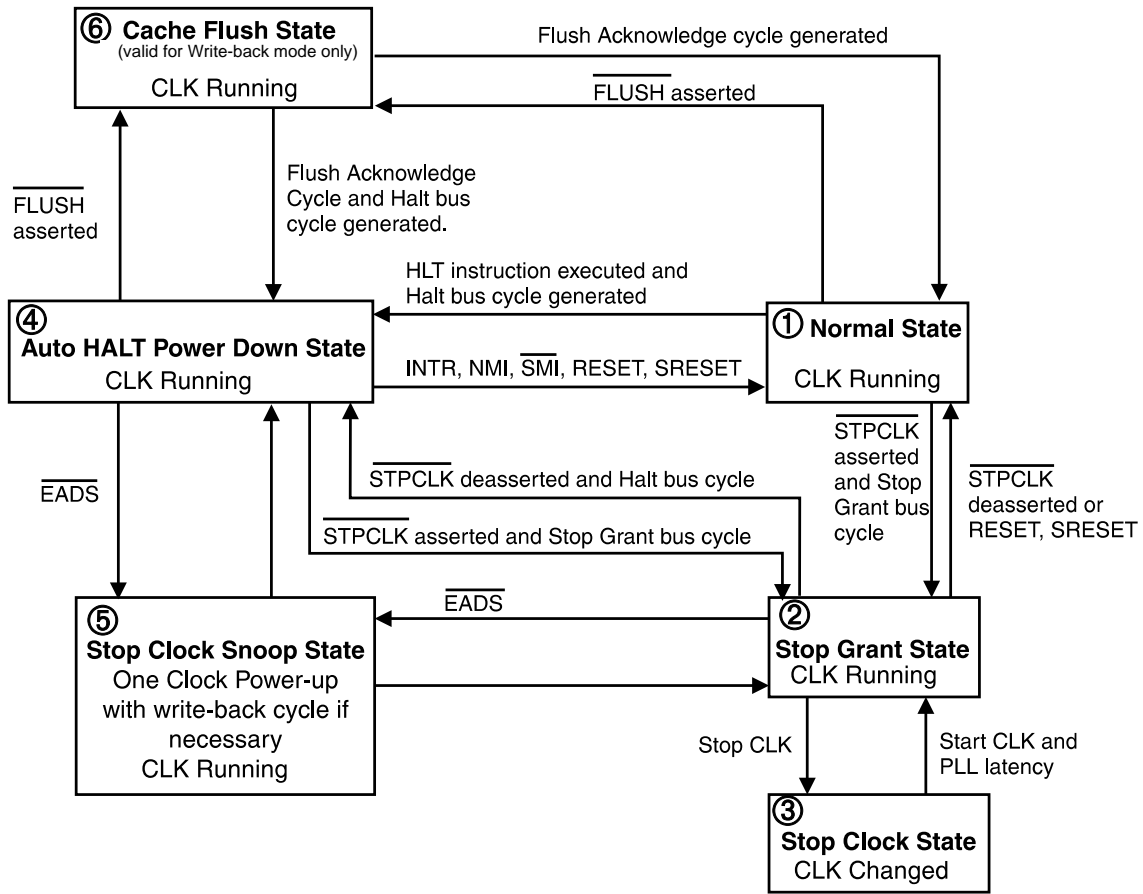 ⑥ Cache Flush State
(valid for Write-back mode only)
CLK Running
Flush Acknowledge cycle generated
FLUSH asserted
FLUSH
asserted
Flush Acknowledge
Cycle and Halt bus
cycle generated.
HLT instruction executed and
Halt bus cycle generated
④
Auto HALT Power Down State
CLK Running
① Normal State
CLK Running
INTR, NMI, SMI, RESET, SRESET
STPCLK
asserted
and Stop
Grant bus
cycle
STPCLK
deasserted or
RESET, SRESET
EADS
STPCLK deasserted and Halt bus cycle
STPCLK asserted and Stop Grant bus cycle
EADS
⑤
Stop Clock Snoop State
One Clock Power-up
with write-back cycle if
necessary
CLK Running
②
Stop Grant State
CLK Running
Stop CLK
Start CLK and
PLL latency
③
Stop Clock State
CLK Changed